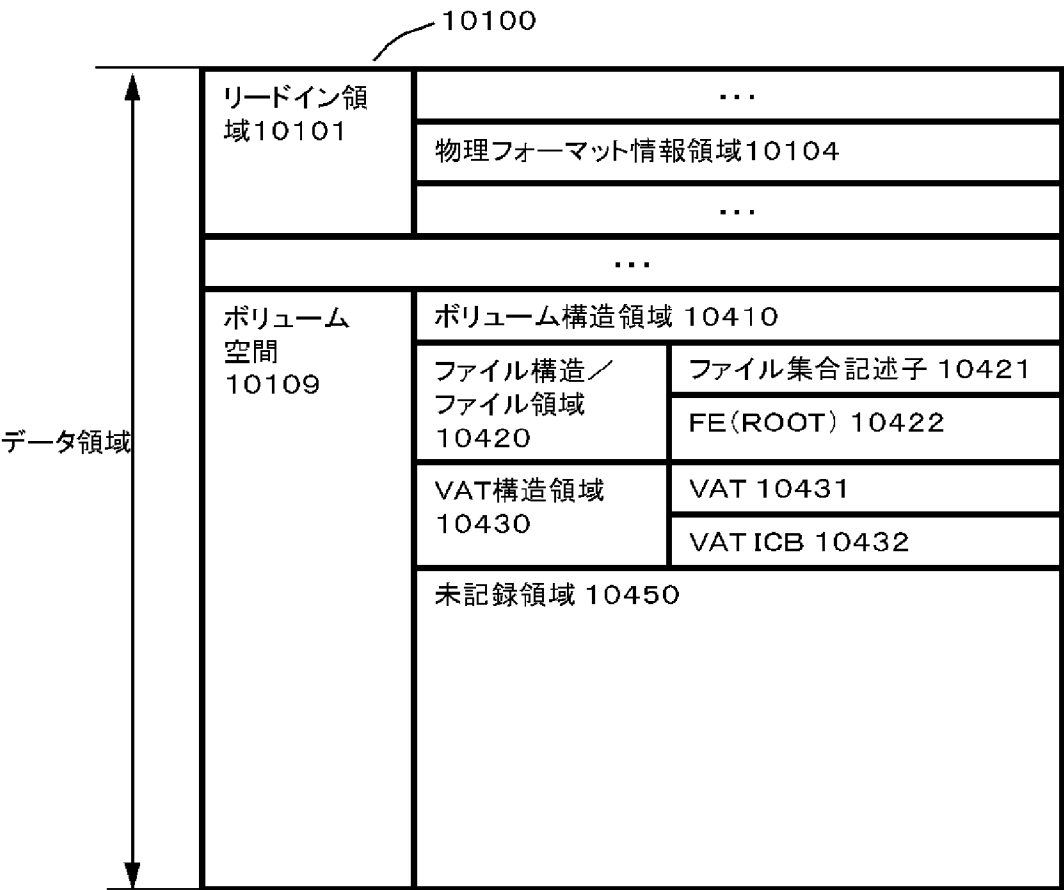 10100
リードイン領
域10101
...
物理フォーマット情報領域10104
...
...
ボリューム
空間
10109
ボリューム構造領域 10410
ファイル構造／
ファイル領域
10420
ファイル集合記述子 10421
FE(ROOT) 10422
データ領域
VAT構造領域
10430
VAT 10431
VAT ICB 10432
未記録領域 10450